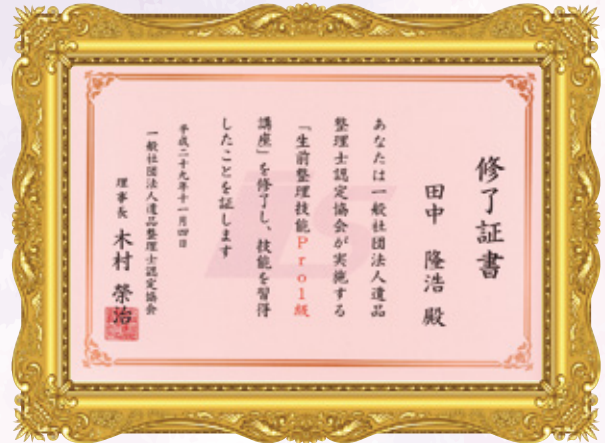 修了証書
田中 隆浩 殿
あなたは一般社団法人遺品
整理士認定協会が実施する
「生前整理技能Pro1級
講座」を修了し、技能を習得
したことを証します
平成二十九年十一月四日
一般社団法人遺品整理士認定協会
理事長 木村 榮治